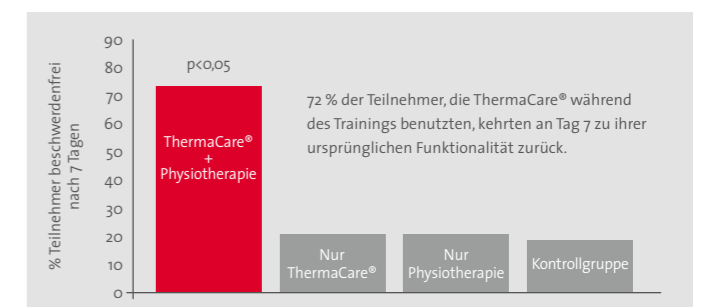 90
80
70
60
50
40
30
20
10
0
% Teilnehmer beschwerdenfrei
nach 7 Tagen
p<0,05
72 % der Teilnehmer, die ThermaCare® während
des Trainings benutzten, kehrten an Tag 7 zu ihrer
ursprünglichen Funktionalität zurück.
ThermaCare®
+
Physiotherapie
Nur
ThermaCare®
Nur
Physiotherapie
Kontrollgruppe